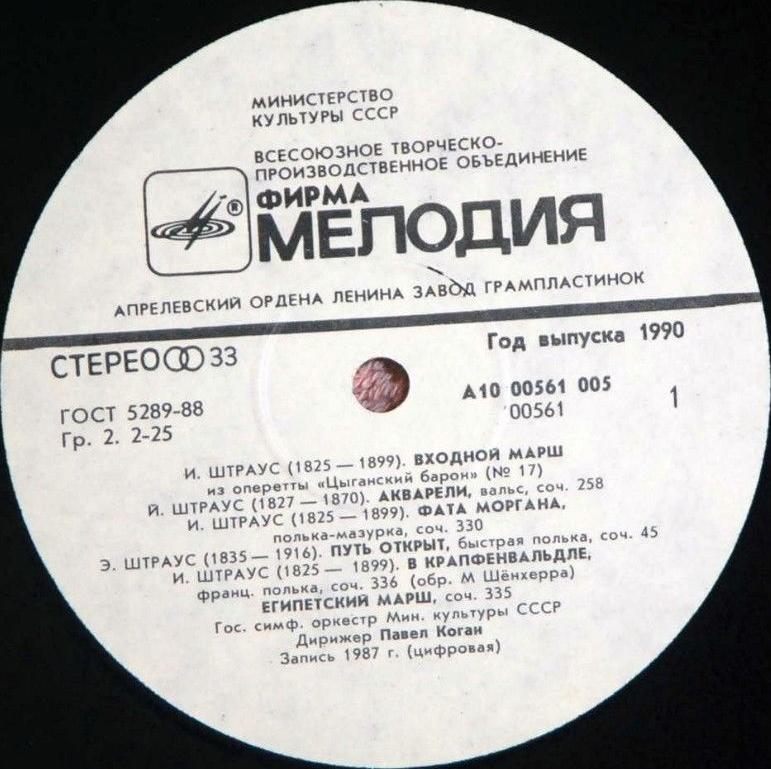 МИНИСТЕРСТВО
КУЛЬТУРЫ СССР
ВСЕСОЮЗНОЕ ТВОРЧЕСКО-
ПРОИЗВОДСТВЕННОЕ ОБЪЕДИНЕНИЕ
®
ФИРМА
МЕЛОДИЯ
АПРЕЛЕВСКИЙ ОРДЕНА ЛЕНИНА ЗАВОД ГРАМПЛАСТИНОК
СТЕРЕО 33
Год выпуска 1990
ГОСТ 5289-88
Гр. 2. 2-25
А10 00561 005
00561
1
И. ШТРАУС (1825 — 1899). ВХОДНОЙ МАРШ
из оперетты «Цыганский барон» (№ 17)
Й. ШТРАУС (1827 — 1870). АКВАРЕЛИ, вальс, соч. 258
И. ШТРАУС (1825 — 1899). ФАТА МОРГАНА,
полька-мазурка, соч. 330
Э. ШТРАУС (1835 — 1916). ПУТЬ ОТКРЫТ, быстрая полька, соч. 45
И. ШТРАУС (1825 — 1899). В КРАПФЕНВАЛЬДЛЕ,
франц. полька, соч. 336 (обр. М Шёнхерра)
ЕГИПЕТСКИЙ МАРШ, соч. 335
Гос. симф. оркестр Мин. культуры СССР
Дирижер Павел Коган
Запись 1987 г. (цифровая)